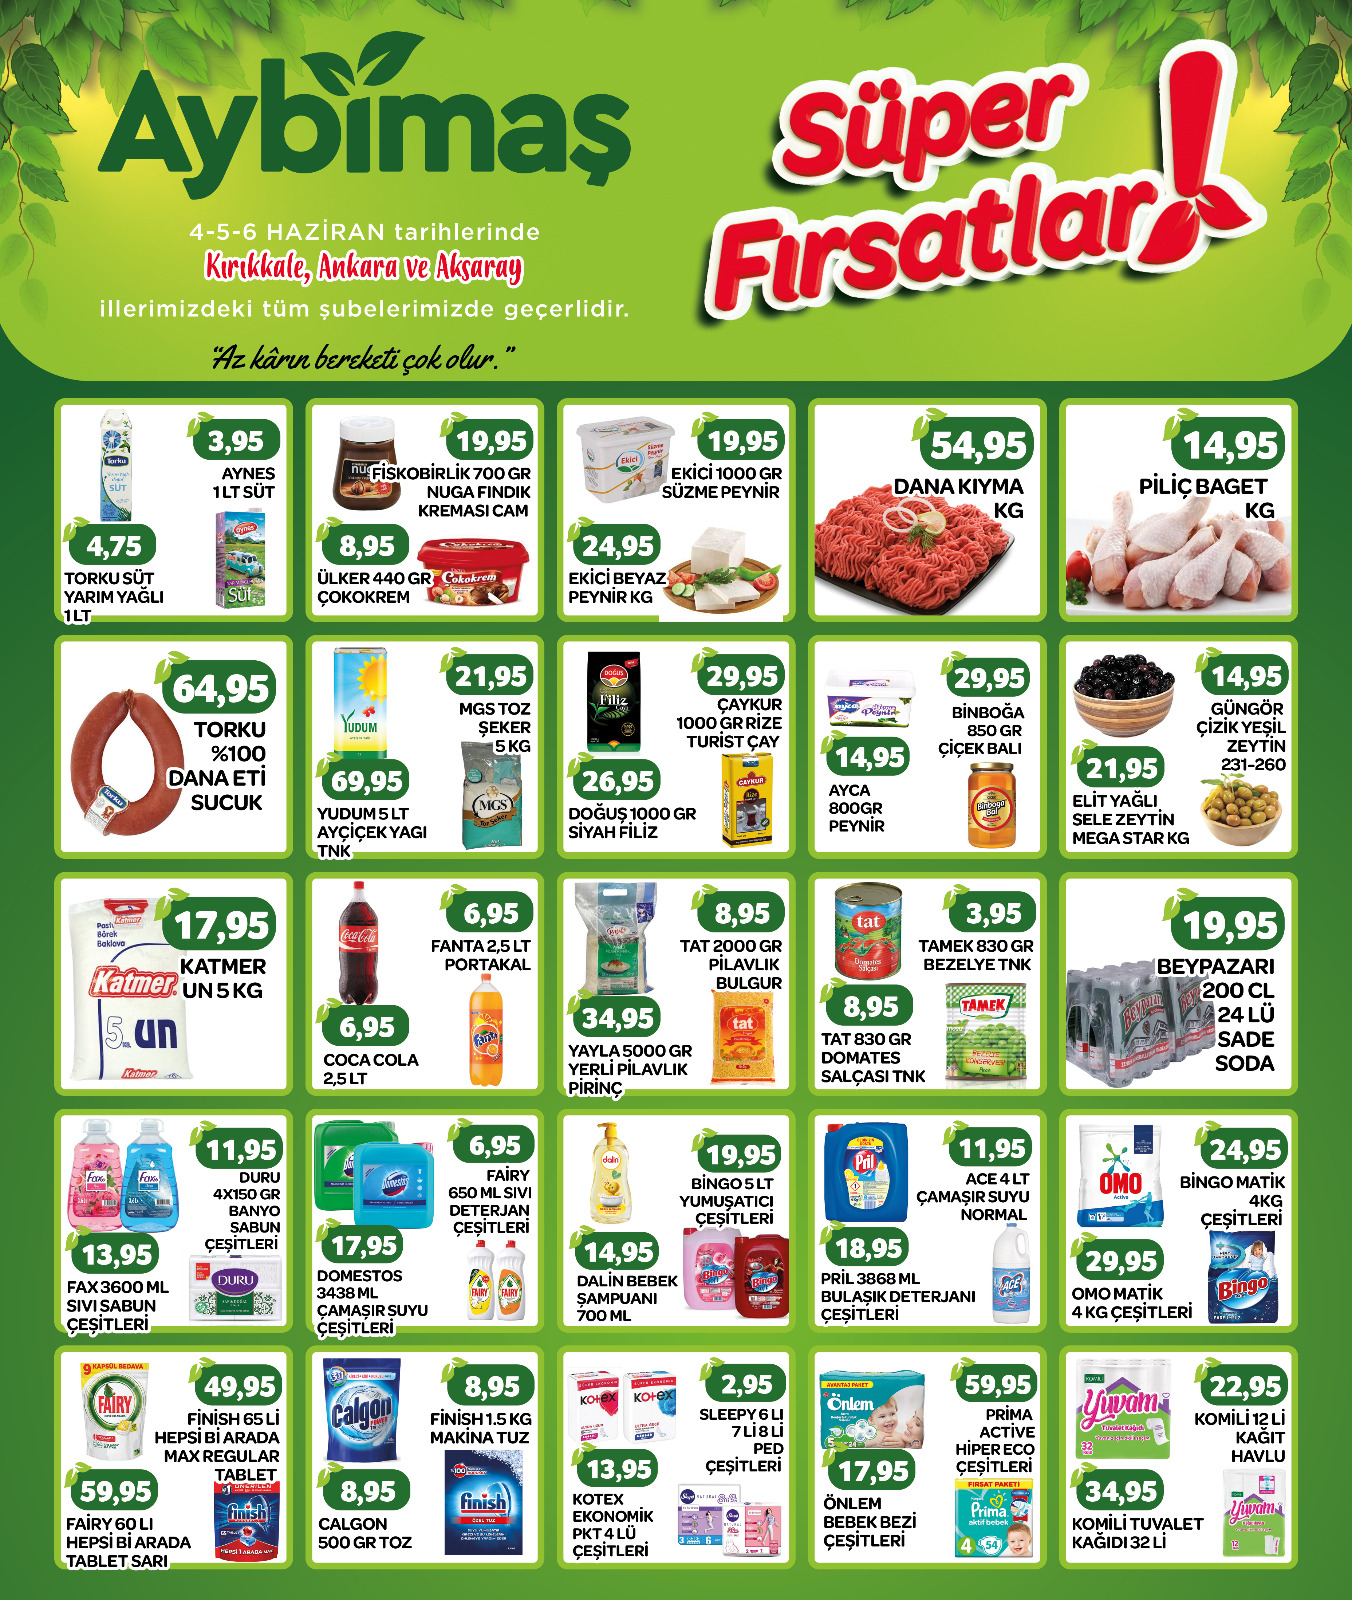 Aybimaş
Süper
Fırsatlar!
4-5-6 HAZİRAN tarihlerinde
Kırıkkale, Ankara ve Aksaray
illerimizdeki tüm şubelerimizde geçerlidir.
“Az kârın bereketi çok olur.”
3,95
AYNES
1 LT SÜT
4,75
TORKU SÜT
YARIM YAĞLI
1 LT
19,95
FİSKOBİRLİK 700 GR
NUGA FINDIK
KREMASI CAM
8,95
ÜLKER 440 GR
ÇOKOKREM
19,95
EKİCİ 1000 GR
SÜZME PEYNİR
24,95
EKİCİ BEYAZ
PEYNİR KG
54,95
DANA KIYMA
KG
14,95
PİLİÇ BAGET
KG
64,95
TORKU
%100
DANA ETİ
SUCUK
21,95
MGS TOZ
ŞEKER
5 KG
69,95
YUDUM 5 LT
AYÇİÇEK YAGI
TNK
29,95
ÇAYKUR
1000 GR RİZE
TURİST ÇAY
26,95
DOĞUŞ 1000 GR
SİYAH FİLİZ
29,95
BİNBOĞA
850 GR
ÇİÇEK BALI
14,95
AYCA
800GR
PEYNİR
14,95
GÜNGÖR
ÇİZİK YEŞİL
ZEYTİN
231-260
21,95
ELİT YAĞLI
SELE ZEYTİN
MEGA STAR KG
17,95
KATMER
UN 5 KG
6,95
FANTA 2,5 LT
PORTAKAL
6,95
COCA COLA
2,5 LT
8,95
TAT 2000 GR
PİLAVLIK
BULGUR
34,95
YAYLA 5000 GR
YERLİ PİLAVLIK
PİRİNÇ
3,95
TAMEK 830 GR
BEZELYE TNK
8,95
TAT 830 GR
DOMATES
SALÇASI TNK
19,95
BEYPAZARI
200 CL
24 LÜ
SADE
SODA
11,95
DURU
4X150 GR
BANYO
SABUN
ÇEŞİTLERİ
13,95
FAX 3600 ML
SIVI SABUN
ÇEŞİTLERİ
6,95
FAİRY
650 ML SIVI
DETERJAN
ÇEŞİTLERİ
17,95
DOMESTOS
3438 ML
ÇAMAŞIR SUYU
ÇEŞİTLERİ
19,95
BİNGO 5 LT
YUMUŞATICI
ÇEŞİTLERİ
14,95
DALİN BEBEK
ŞAMPUANI
700 ML
11,95
ACE 4 LT
ÇAMAŞIR SUYU
NORMAL
18,95
PRİL 3868 ML
BULAŞIK DETERJANI
ÇEŞİTLERİ
24,95
BİNGO MATİK
4KG
ÇEŞİTLERİ
29,95
OMO MATİK
4 KG ÇEŞİTLERİ
49,95
FİNİSH 65 Lİ
HEPSİ Bİ ARADA
MAX REGULAR
TABLET
59,95
FAİRY 60 LI
HEPSİ Bİ ARADA
TABLET SARI
8,95
FİNİSH 1.5 KG
MAKİNA TUZ
8,95
CALGON
500 GR TOZ
2,95
SLEEPY 6 LI
7 Lİ 8 Lİ
PED
ÇEŞİTLERİ
13,95
KOTEX
EKONOMİK
PKT 4 LÜ
ÇEŞİTLERİ
59,95
PRİMA
ACTİVE
HİPER ECO
ÇEŞİTLERİ
17,95
ÖNLEM
BEBEK BEZİ
ÇEŞİTLERİ
22,95
KOMİLİ 12 Lİ
KAĞIT
HAVLU
34,95
KOMİLİ TUVALET
KAĞIDI 32 Lİ